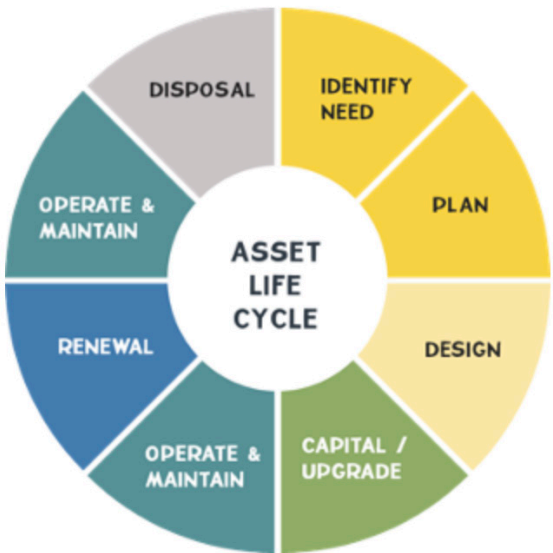 ASSET
LIFE
CYCLE
IDENTIFY
NEED
PLAN
DESIGN
CAPITAL /
UPGRADE
OPERATE &
MAINTAIN
RENEWAL
OPERATE &
MAINTAIN
DISPOSAL